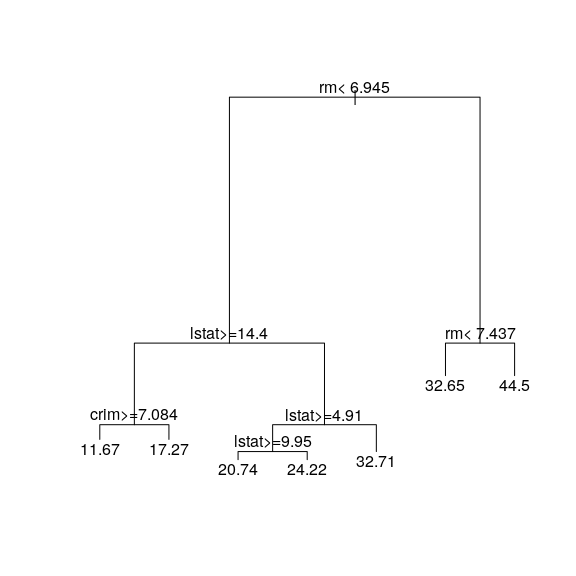 rm< 6.945
lstat>=14.4
rm< 7.437
32.65 44.5
crim>=7.084
lstat>=4.91
lstat>=9.95
11.67 17.27
20.74 24.22
32.71